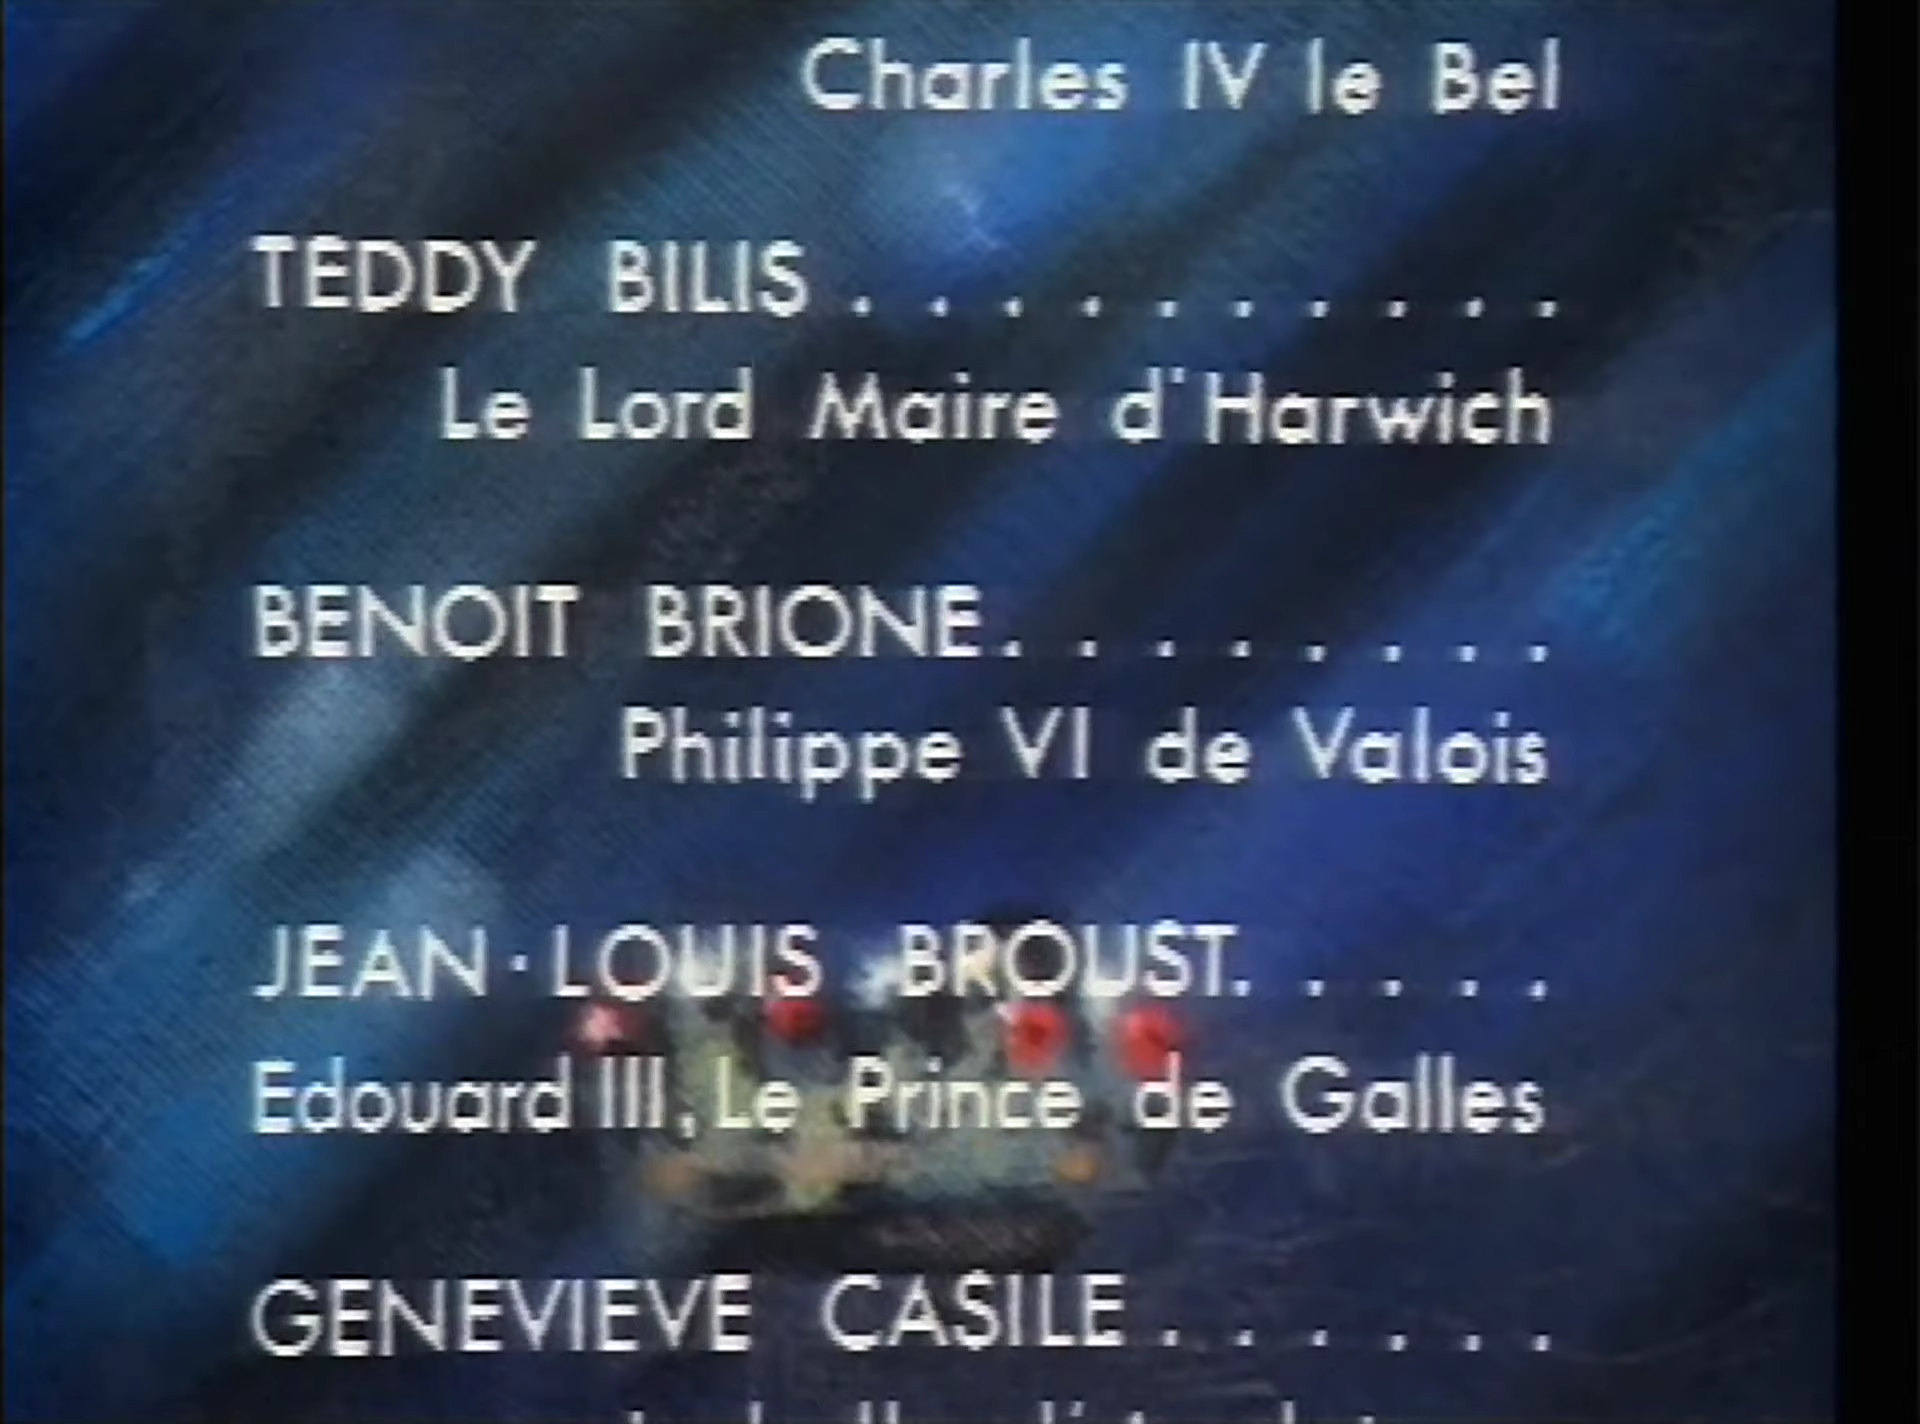 Charles IV le Bel
TEDDY BILIS . . . . . . . . . .
Le Lord Maire d'Harwich
BENOIT BRIONE. . . . . . . .
Philippe VI de Valois
JEAN-LOUIS BROUST. . . . .
Edouard III, Le Prince de Galles
GENEVIEVE CASILE . . . . . .